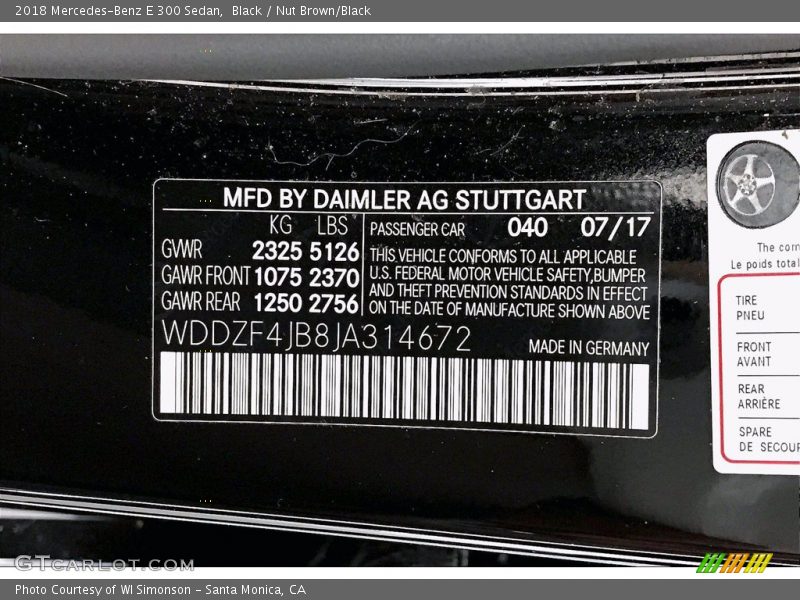 2018 Mercedes-Benz E 300 Sedan, Black / Nut Brown/Black
MFD BY DAIMLER AG STUTTGART
KG LBS
GVWR 2325 5126
GAWR FRONT 1075 2370
GAWR REAR 1250 2756
PASSENGER CAR 040 07/17
THIS VEHICLE CONFORMS TO ALL APPLICABLE
U.S. FEDERAL MOTOR VEHICLE SAFETY, BUMPER
AND THEFT PREVENTION STANDARDS IN EFFECT
ON THE DATE OF MANUFACTURE SHOWN ABOVE
WDDZF4JB8JA314672
MADE IN GERMANY
The com
Le poids total
TIRE
PNEU
FRONT
AVANT
REAR
ARRIÈRE
SPARE
DE SECOUR
GTcarlot.com
Photo Courtesy of WI Simonson - Santa Monica, CA